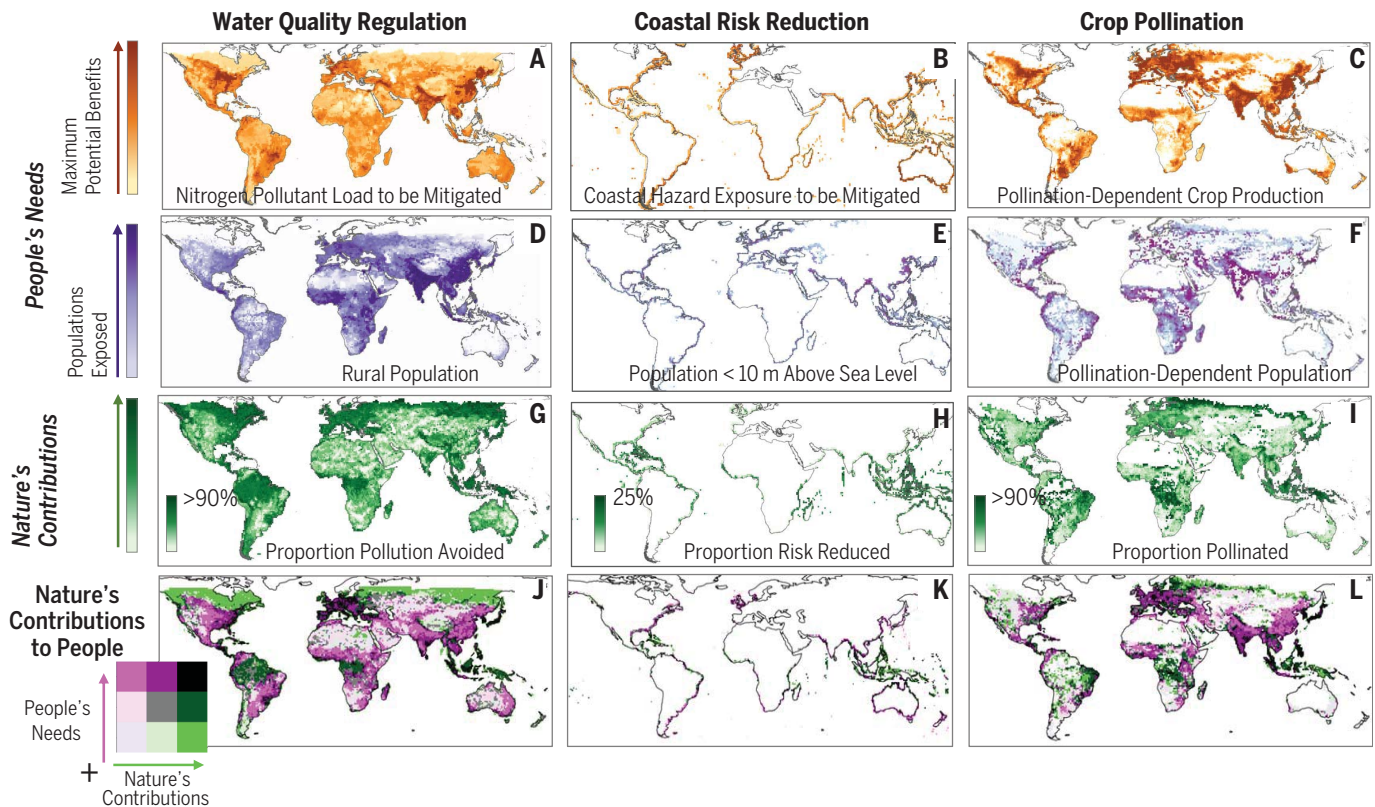 Water Quality Regulation
Coastal Risk Reduction
Crop Pollination
People's Needs
Maximum
Potential Benefits
A
Nitrogen Pollutant Load to be Mitigated
B
Coastal Hazard Exposure to be Mitigated
C
Pollination-Dependent Crop Production
Populations
Exposed
D
Rural Population
E
Population < 10 m Above Sea Level
F
Pollination-Dependent Population
Nature's
Contributions
G
>90%
Proportion Pollution Avoided
H
25%
Proportion Risk Reduced
I
>90%
Proportion Pollinated
Nature's
Contributions
to People
J
K
L
People's
Needs
+
Nature's
Contributions